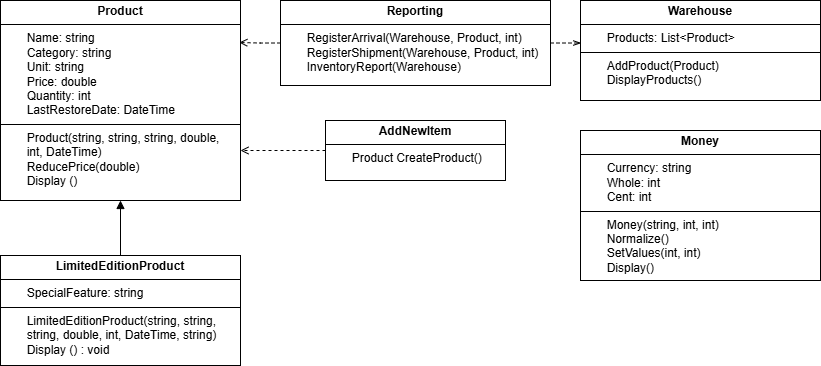 Product
Name: string
Category: string
Unit: string
Price: double
Quantity: int
LastRestoreDate: DateTime
Product(string, string, string, double,
int, DateTime)
ReducePrice(double)
Display ()
Reporting
RegisterArrival(Warehouse, Product, int)
RegisterShipment(Warehouse, Product, int)
InventoryReport(Warehouse)
Warehouse
Products: List<Product>
AddProduct(Product)
DisplayProducts()
AddNewItem
Product CreateProduct()
Money
Currency: string
Whole: int
Cent: int
Money(string, int, int)
Normalize()
SetValues(int, int)
Display()
LimitedEditionProduct
SpecialFeature: string
LimitedEditionProduct(string, string,
string, double, int, DateTime, string)
Display () : void